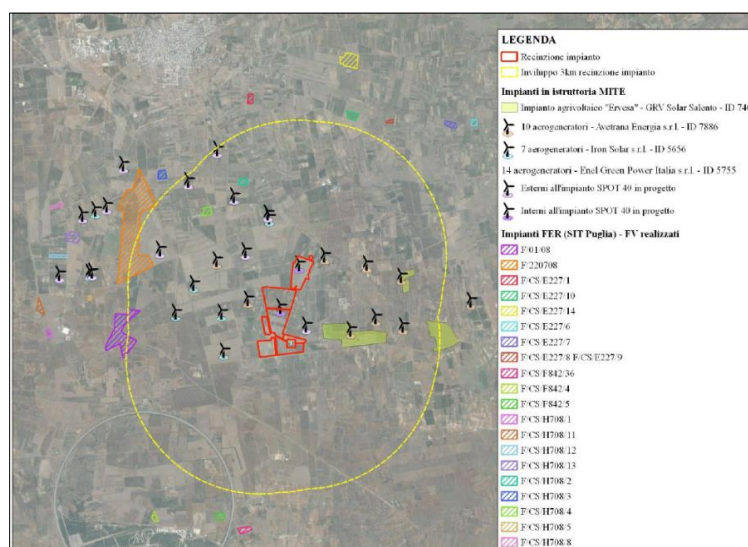 LEGENDA
Recinzione impianto
Inviluppo 3km recinzione impianto
Impianti in istruttoria MITE
Impianto agrivoltaico "Ervesa" - GRV Solar Salento - ID 740
10 aerogeneratori - Avetrana Energia s.r.l. - ID 7886
7 aerogeneratori - Iron Solar s.r.l. - ID 5656
14 aerogeneratori - Enel Green Power Italia s.r.l. - ID 5755
Esterni all'impianto SPOT 40 in progetto
Interni all'impianto SPOT 40 in progetto
Impianti FER (SIT Puglia) - FV realizzati
F/01/08
F/220708
F/CS/E227/1
F/CS/E227/10
F/CS/E227/14
F/CS/E227/6
F/CS/E227/7
F/CS/E227/8 F/CS/E227/9
F/CS/F842/36
F/CS/F842/4
F/CS/F842/5
F/CS/H708/1
F/CS/H708/11
F/CS/H708/12
F/CS/H708/13
F/CS/H708/2
F/CS/H708/3
F/CS/H708/4
F/CS/H708/5
F/CS/H708/8